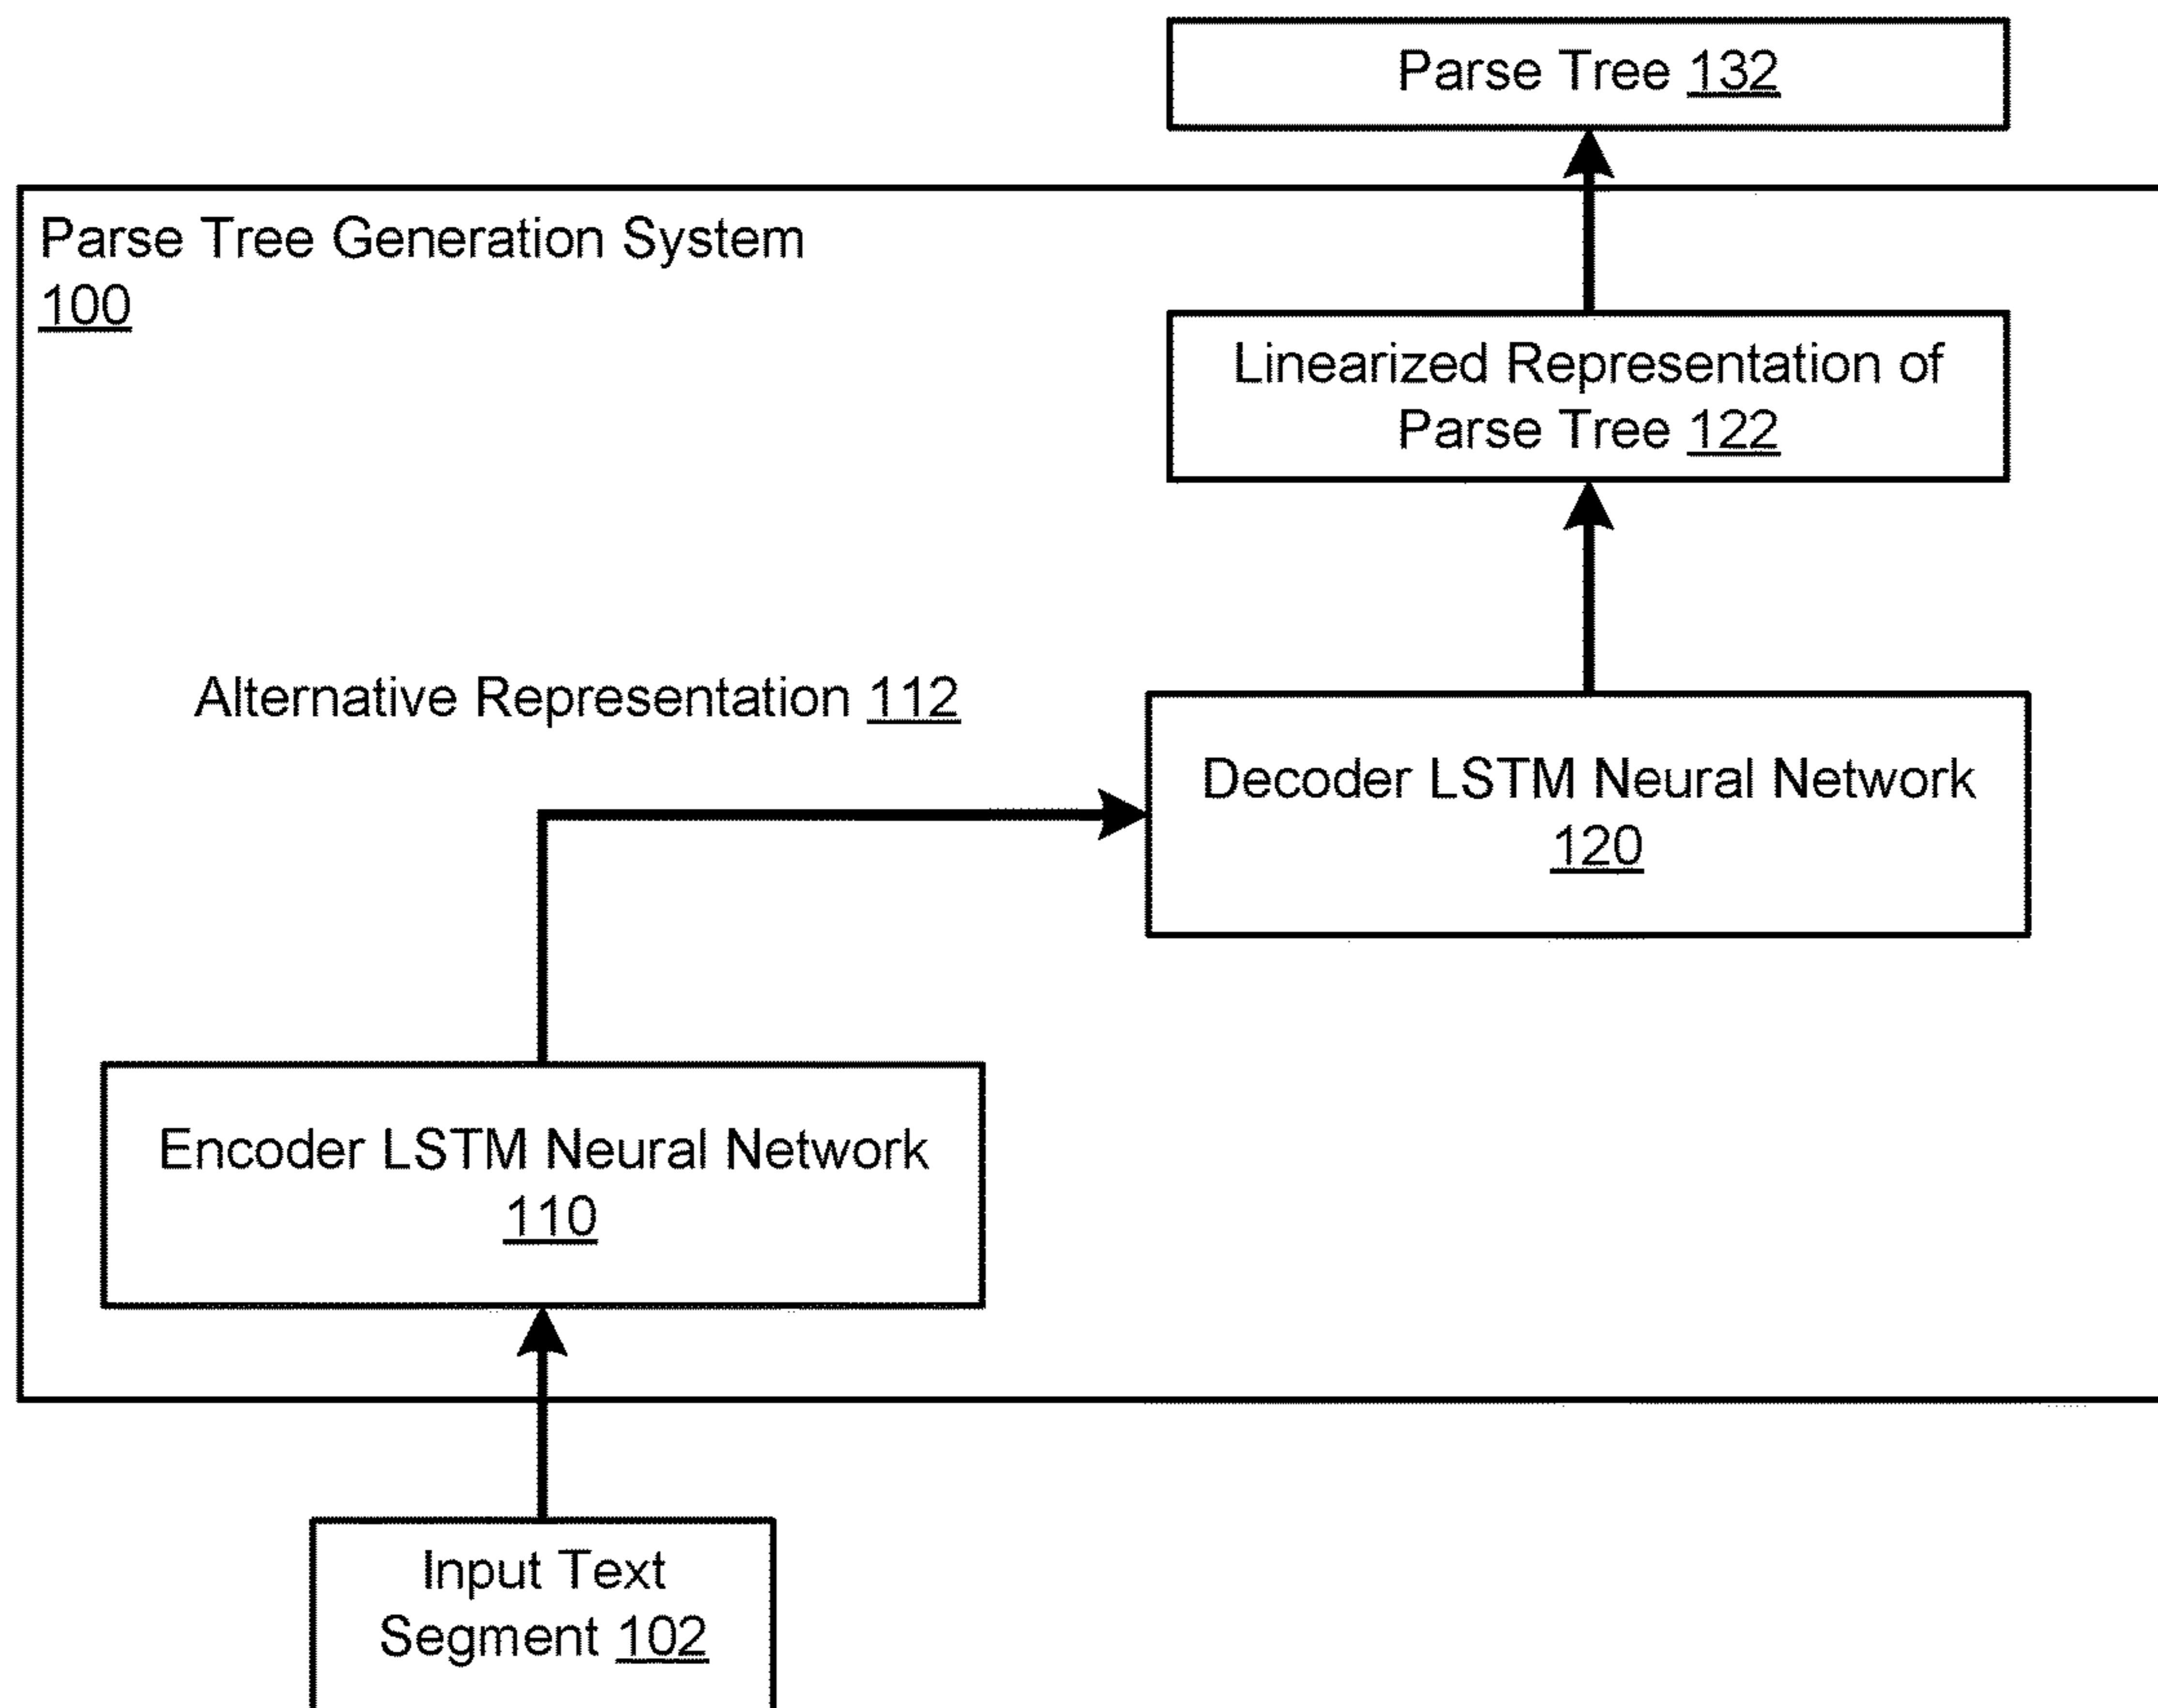 Parse Tree 132
Parse Tree Generation System
100
Linearized Representation of
Parse Tree 122
Alternative Representation 112
Decoder LSTM Neural Network
120
Encoder LSTM Neural Network
110
Input Text
Segment 102